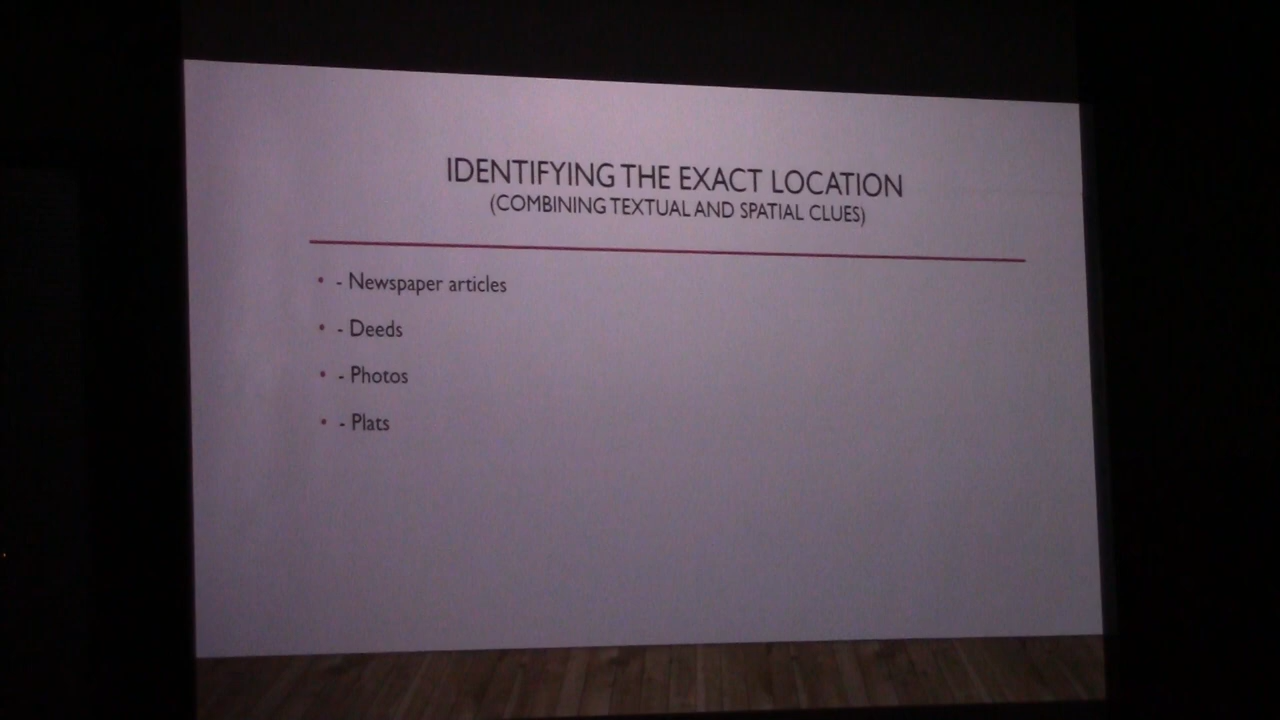 IDENTIFYING THE EXACT LOCATION
(COMBINING TEXTUAL AND SPATIAL CLUES)
• - Newspaper articles
• - Deeds
• - Photos
• - Plats